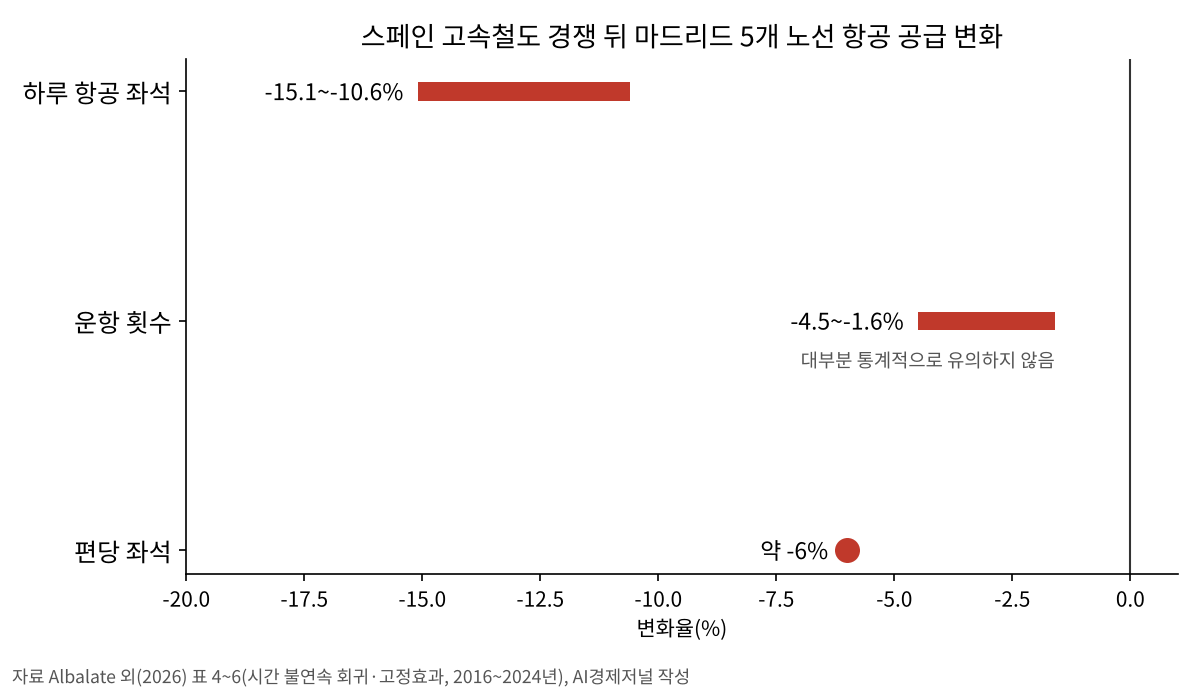 스페인 고속철도 경쟁 뒤 마드리드 5개 노선 항공 공급 변화
하루 항공 좌석
-15.1~-10.6%
운항 횟수
-4.5~-1.6%
대부분 통계적으로 유의하지 않음
편당 좌석
약 -6%
-20.0 -17.5 -15.0 -12.5 -10.0 -7.5 -5.0 -2.5 0.0
변화율(%)
자료 Albalate 외(2026) 표 4~6(시간 불연속 회귀·고정효과, 2016~2024년), AI경제저널 작성